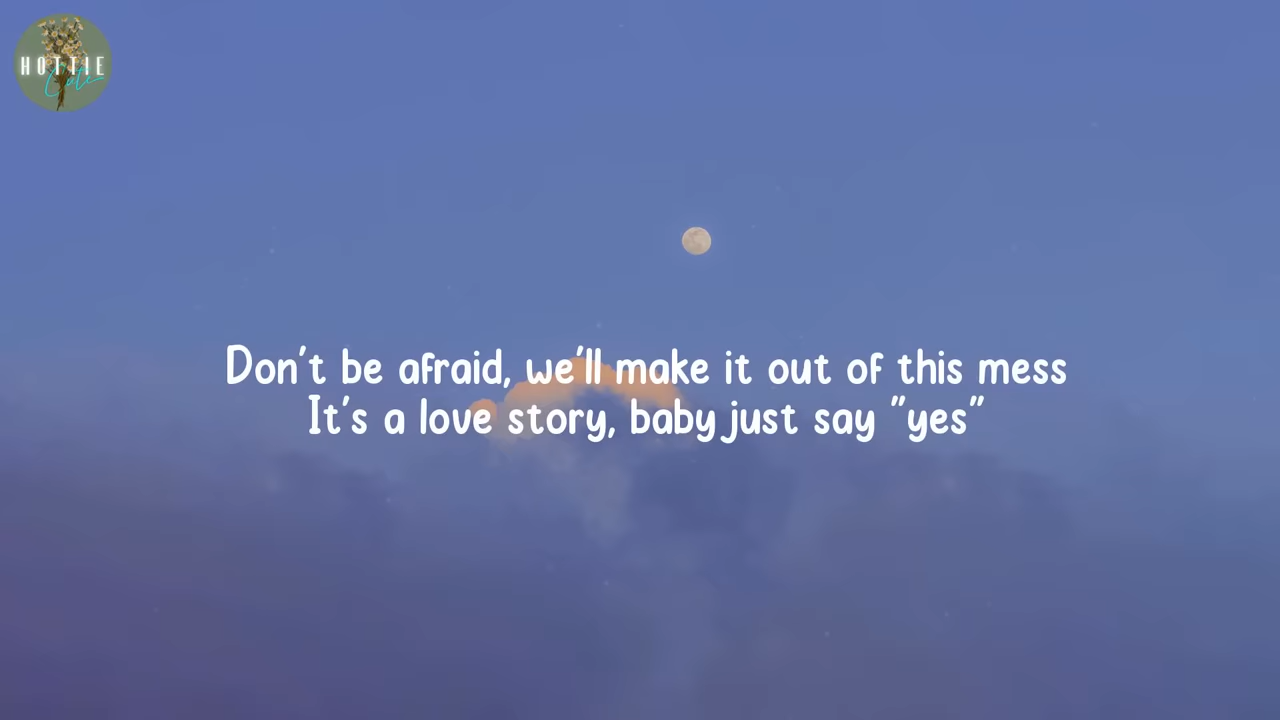 HOTTIE
Cute
Don't be afraid, we'll make it out of this mess
It's a love story, baby just say "yes"